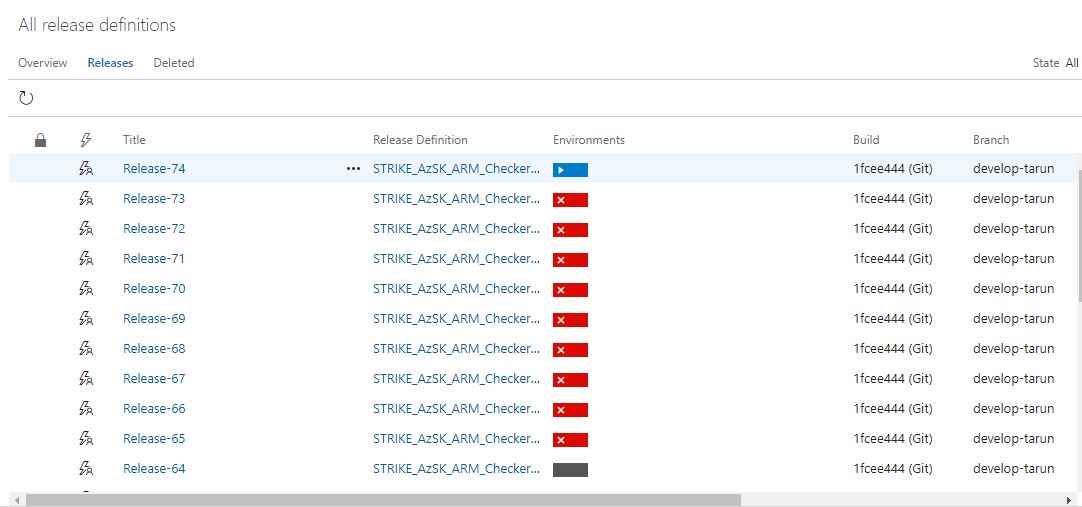 All release definitions
Overview Releases Deleted State All
Title Release Definition Environments Build Branch
Release-74 ••• STRIKE_AzSK_ARM_Checker... 1fcee444 (Git) develop-tarun
Release-73 STRIKE_AzSK_ARM_Checker... 1fcee444 (Git) develop-tarun
Release-72 STRIKE_AzSK_ARM_Checker... 1fcee444 (Git) develop-tarun
Release-71 STRIKE_AzSK_ARM_Checker... 1fcee444 (Git) develop-tarun
Release-70 STRIKE_AzSK_ARM_Checker... 1fcee444 (Git) develop-tarun
Release-69 STRIKE_AzSK_ARM_Checker... 1fcee444 (Git) develop-tarun
Release-68 STRIKE_AzSK_ARM_Checker... 1fcee444 (Git) develop-tarun
Release-67 STRIKE_AzSK_ARM_Checker... 1fcee444 (Git) develop-tarun
Release-66 STRIKE_AzSK_ARM_Checker... 1fcee444 (Git) develop-tarun
Release-65 STRIKE_AzSK_ARM_Checker... 1fcee444 (Git) develop-tarun
Release-64 STRIKE_AzSK_ARM_Checker... 1fcee444 (Git) develop-tarun